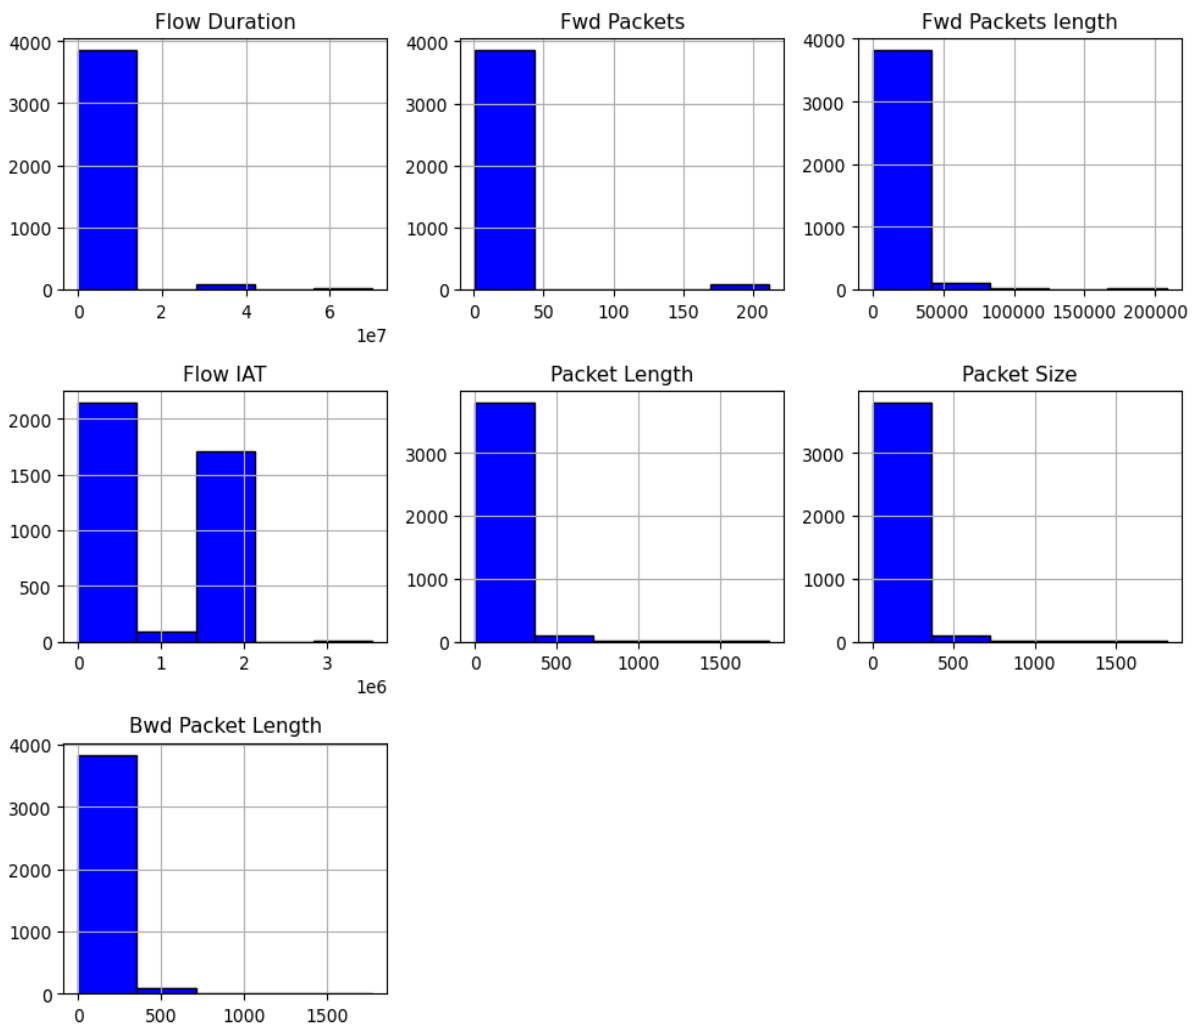 Flow Duration
4000
3000
2000
1000
0
0 2 4 6
1e7
Fwd Packets
4000
3000
2000
1000
0
0 50 100 150 200
Fwd Packets length
4000
3000
2000
1000
0
0 50000 100000 150000 200000
Flow IAT
2000
1500
1000
500
0
0 1 2 3
1e6
Packet Length
3000
2000
1000
0
0 500 1000 1500
Packet Size
3000
2000
1000
0
0 500 1000 1500
Bwd Packet Length
4000
3000
2000
1000
0
0 500 1000 1500